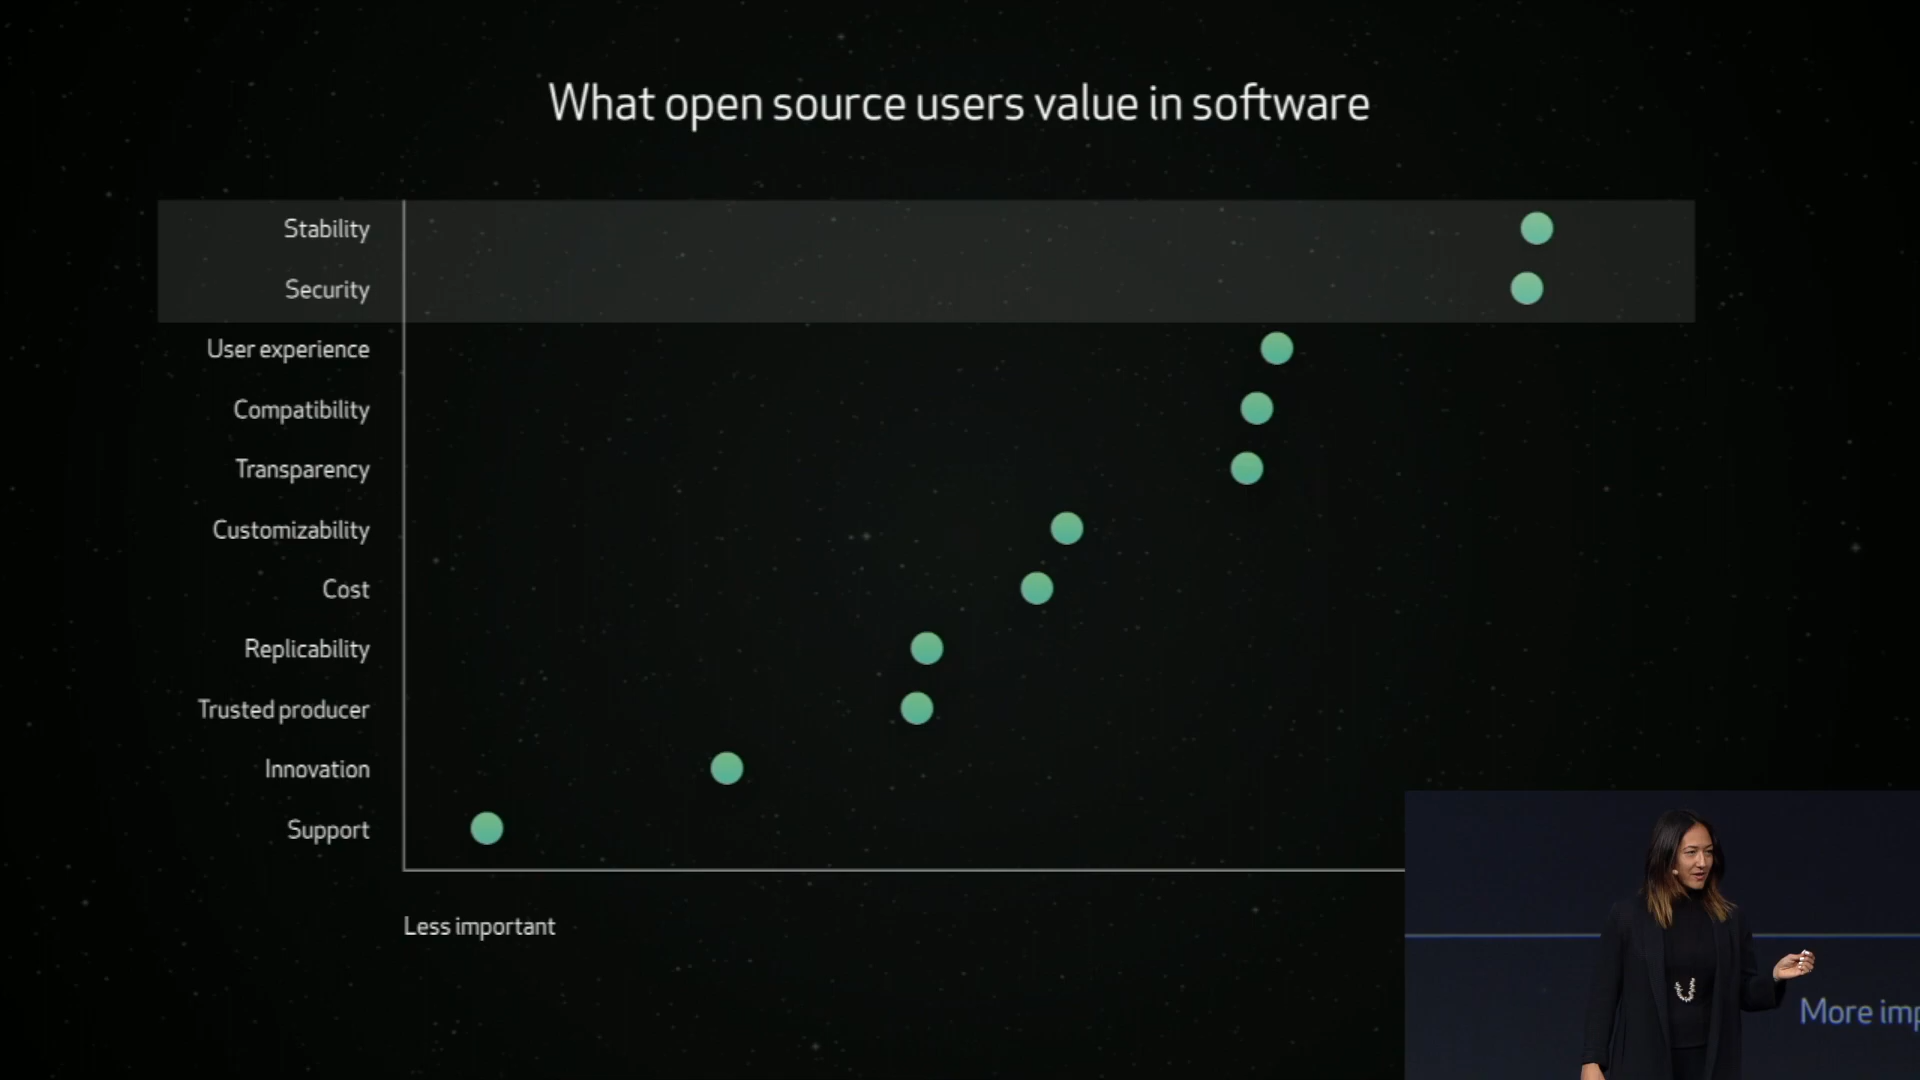 What open source users value in software
Stability
Security
User experience
Compatibility
Transparency
Customizability
Cost
Replicability
Trusted producer
Innovation
Support
Less important
More imp